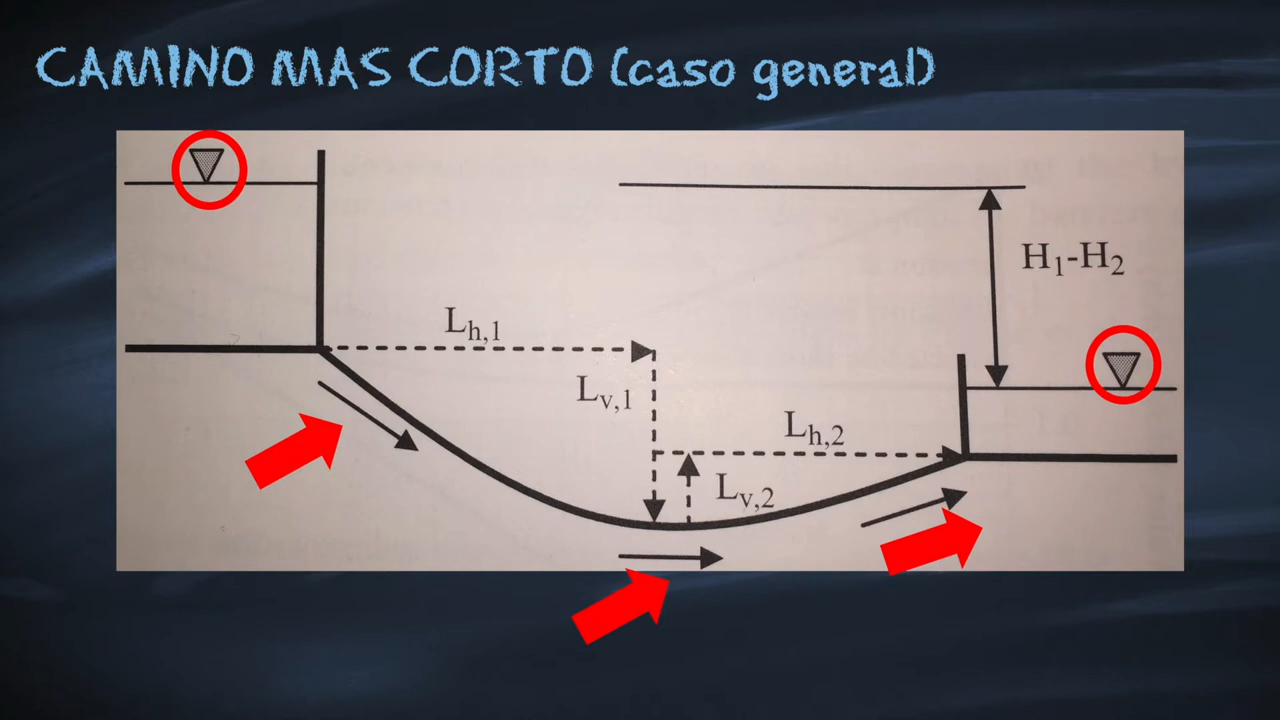 CAMINO MAS CORTO (caso general)
H₁-H₂
Lh,1
Lv,1
Lh,2
Lv,2